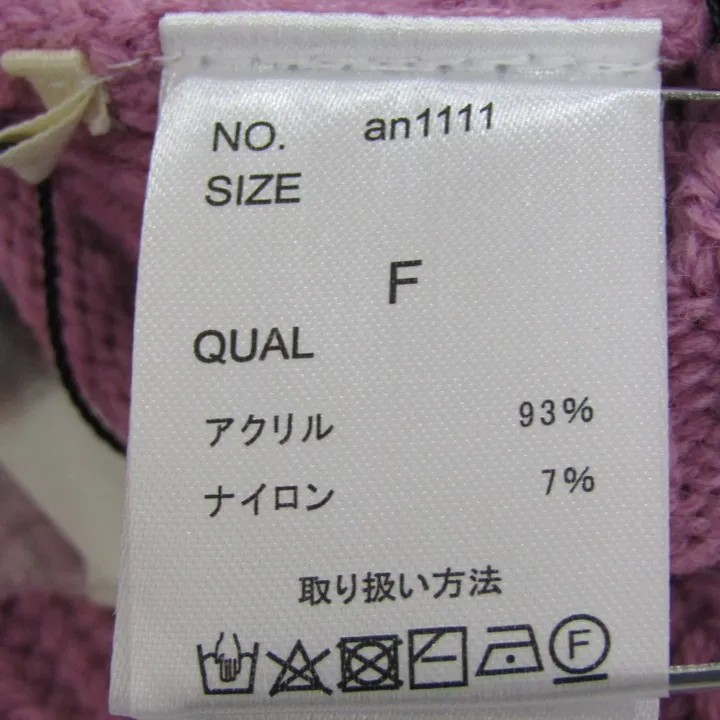 NO. an1111
SIZE
F
QUAL
アクリル 93%
ナイロン 7%
取り扱い方法
F